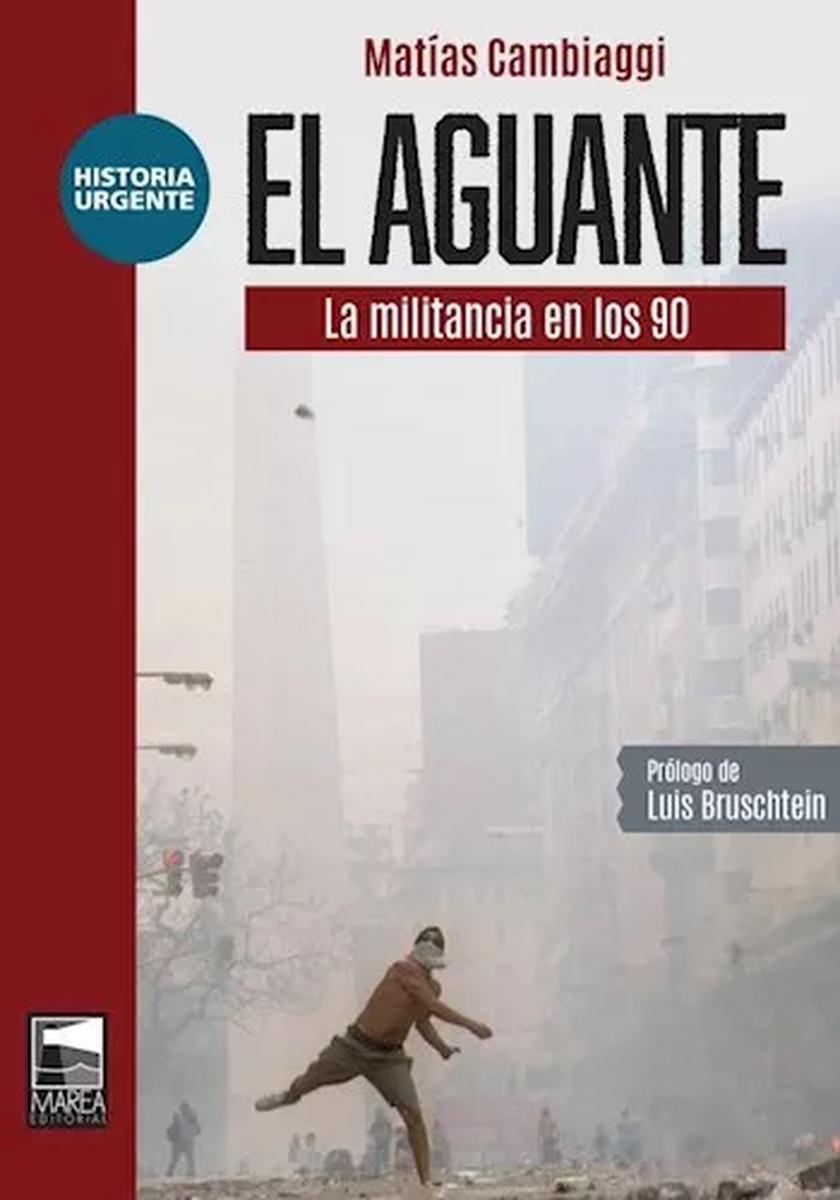 Matías Cambiaggi
EL AGUANTE
HISTORIA
URGENTE
La militancia en los 90
Prólogo de
Luis Bruschtein
MAREA
EDITORIAL